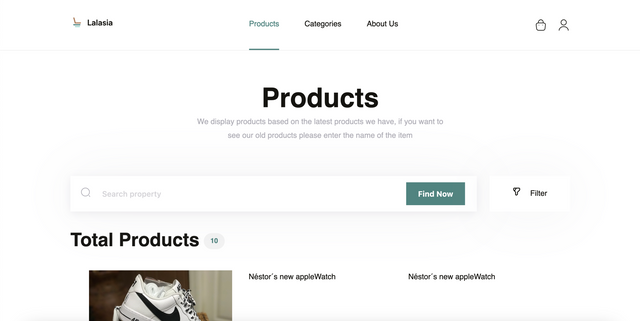 Lalasia
Products
Categories
About Us
Products
We display products based on the latest products we have, if you want to
see our old products please enter the name of the item
Search property
Find Now
Filter
Total Products
10
Néstor´s new appleWatch
Néstor´s new appleWatch